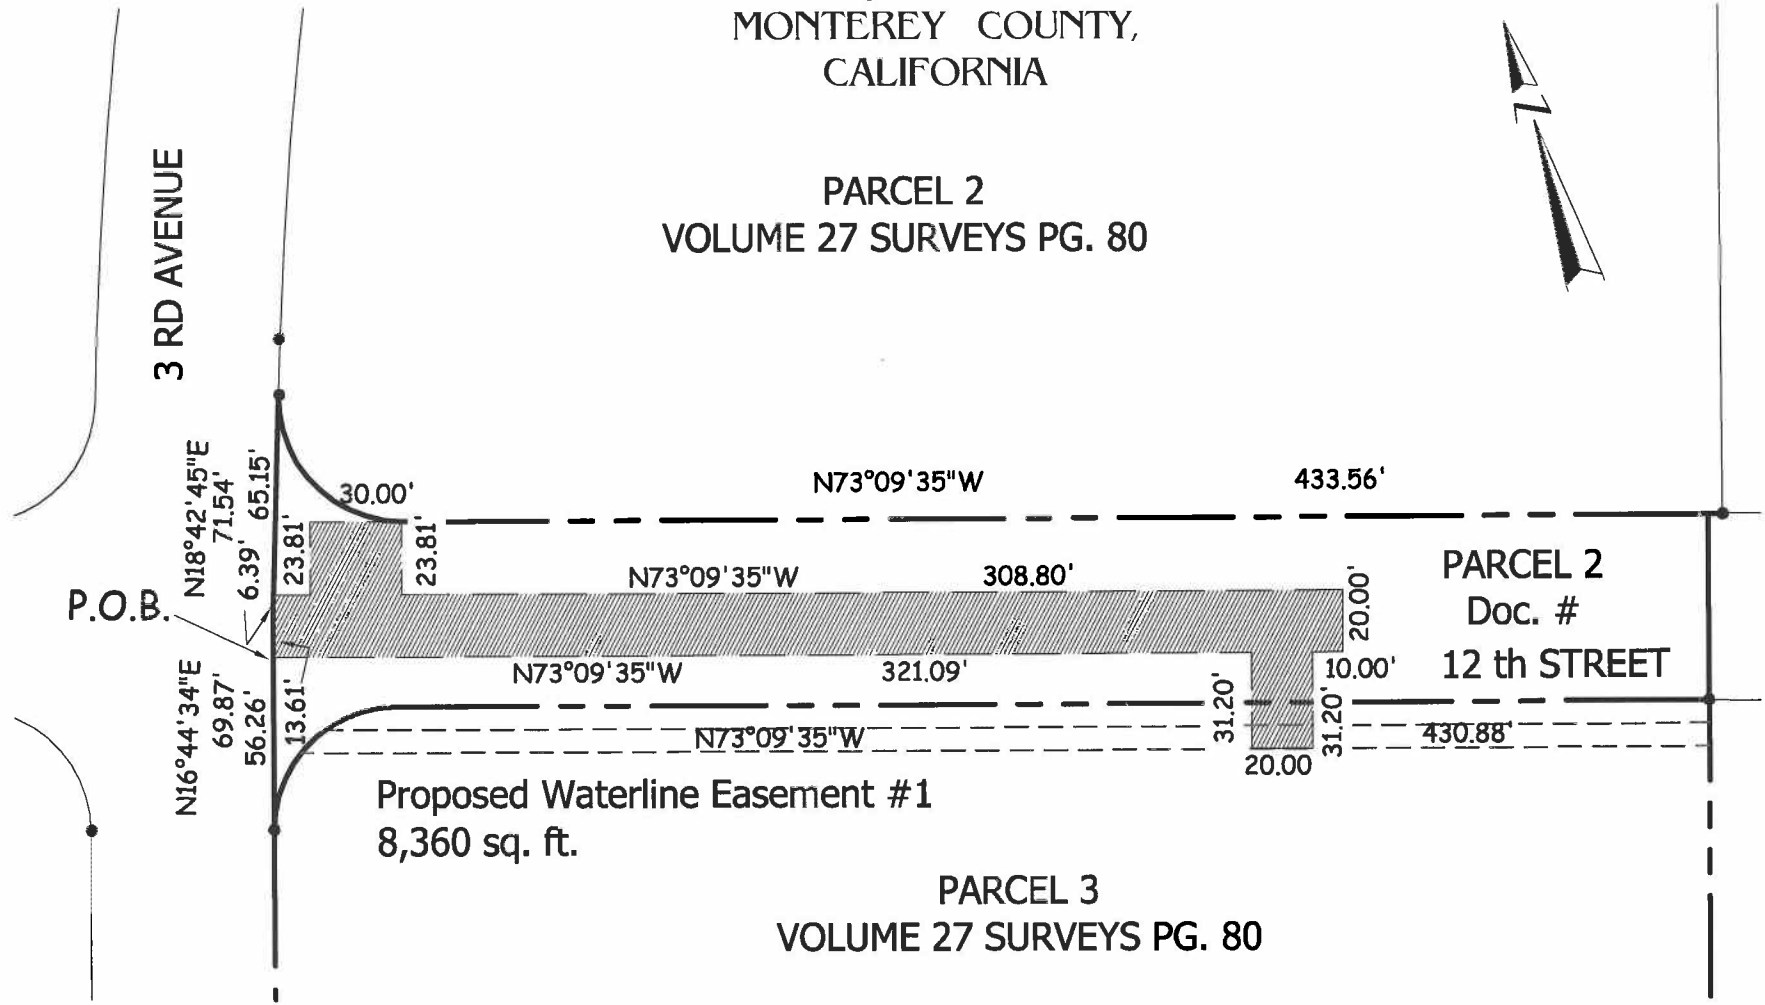 MONTEREY COUNTY,
CALIFORNIA
3 RD AVENUE
PARCEL 2
VOLUME 27 SURVEYS PG. 80
N
N18°42'45"E
71.54'
65.15'
6.39'
30.00'
23.81'
23.81'
N73°09'35"W 433.56'
N73°09'35"W 308.80'
20.00'
PARCEL 2
Doc. #
12 th STREET
P.O.B.
N73°09'35"W 321.09'
10.00'
N16°44'34"E
69.87'
56.26'
13.61'
31.20'
31.20'
20.00
N73°09'35"W
430.88'
Proposed Waterline Easement #1
8,360 sq. ft.
PARCEL 3
VOLUME 27 SURVEYS PG. 80